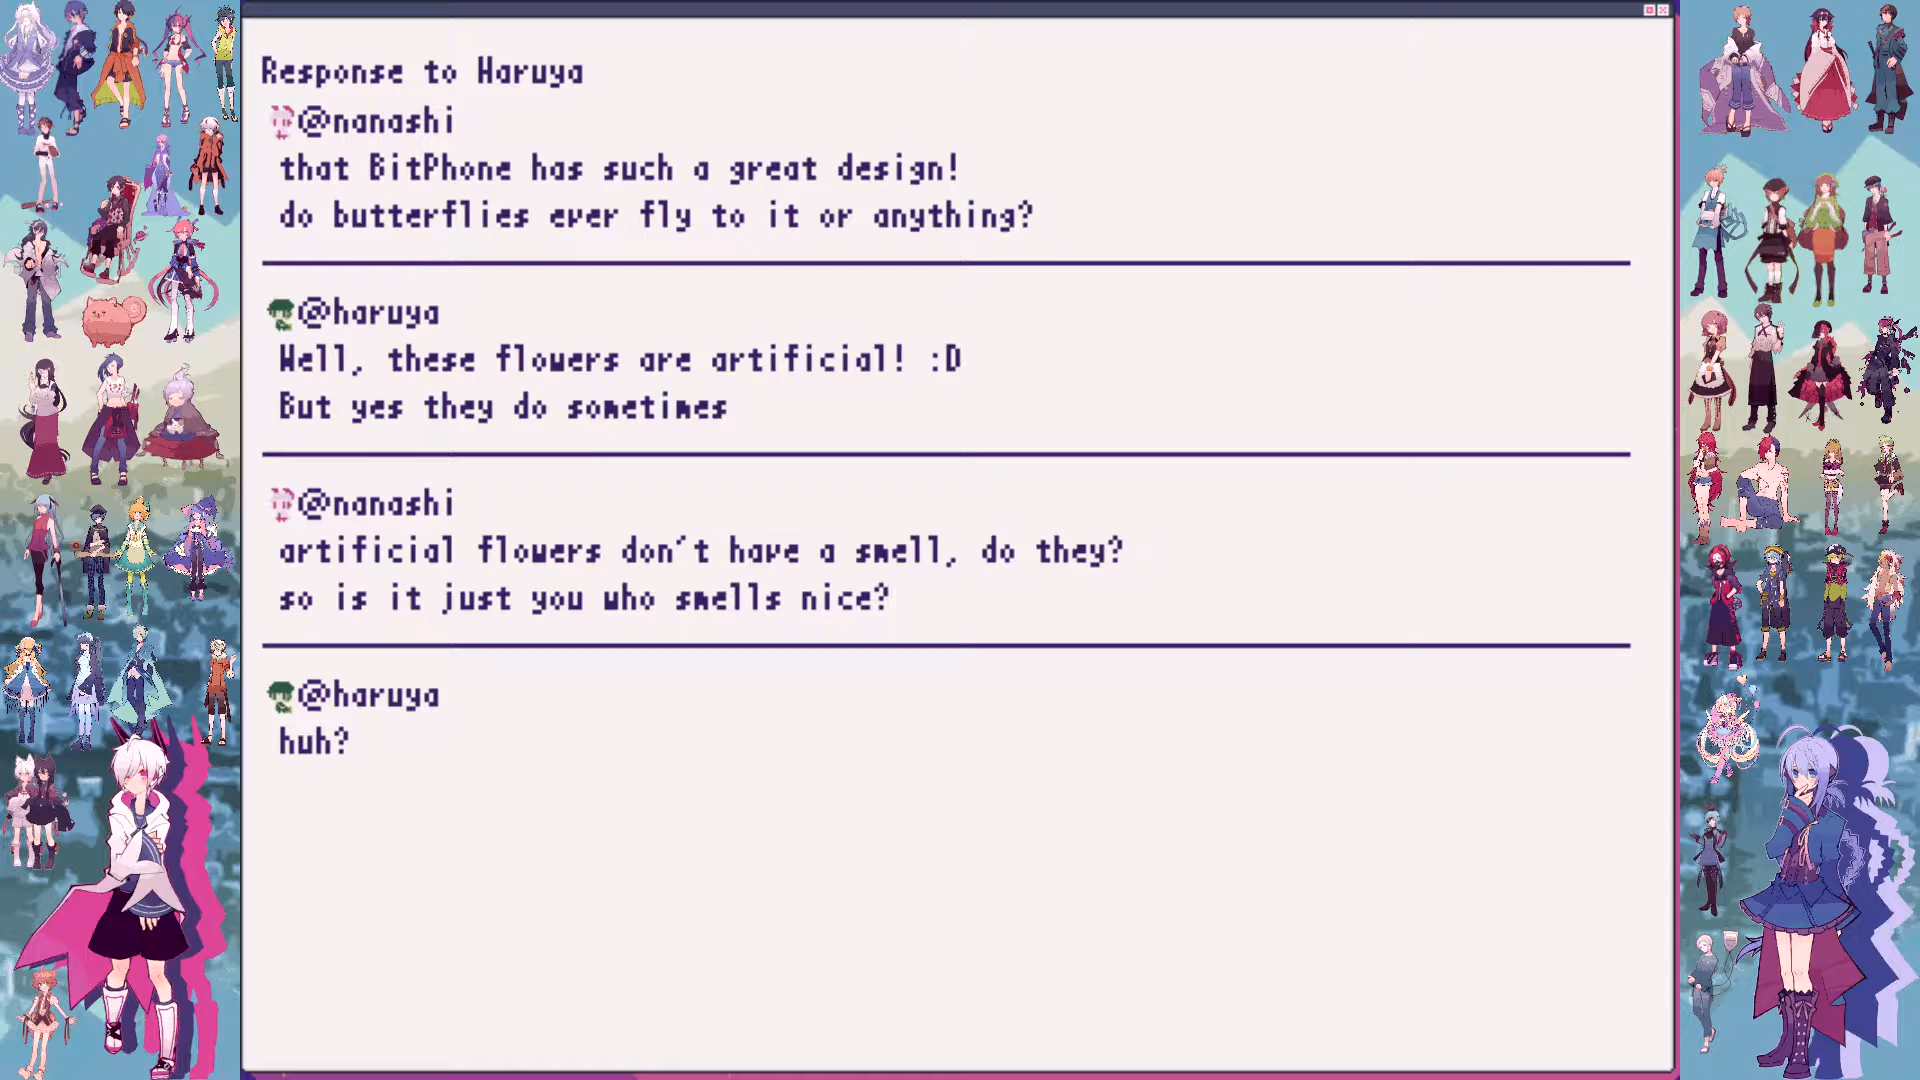 Response to Haruya
@nanashi
that BitPhone has such a great design!
do butterflies ever fly to it or anything?
@haruya
Well, these flowers are artificial! :D
But yes they do sometimes
@nanashi
artificial flowers don't have a smell, do they?
so is it just you who smells nice?
@haruya
huh?